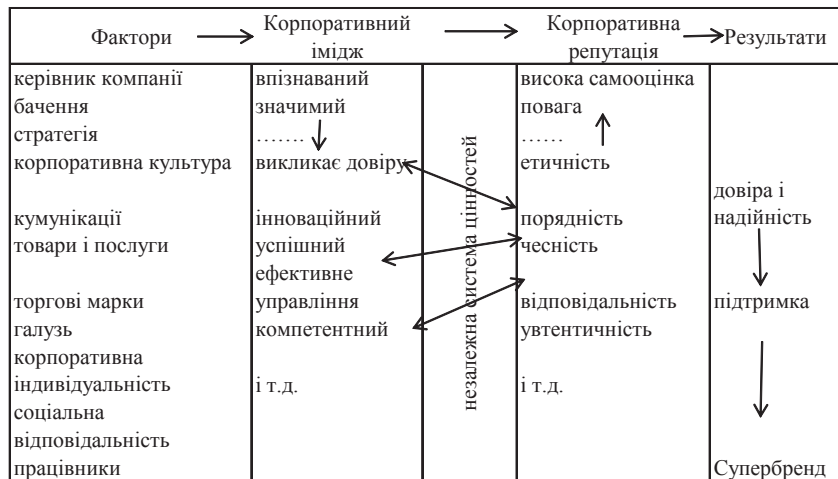 Фактори
Корпоративний
імідж
Корпоративна
репутація
Результати
керівник компанії
бачення
стратегія
корпоративна культура
кумунікації
товари і послуги
торгові марки
галузь
корпоративна
індивідуальність
соціальна
відповідальність
працівники
впізнаваний
значимий
…….
викликає довіру
інноваційний
успішний
ефективне
управління
компетентний
і т.д.
незалежна система цінностей
висока самооцінка
повага
……
етичність
порядність
чесність
відповідальність
увтентичність
і т.д.
довіра і
надійність
підтримка
Супербренд